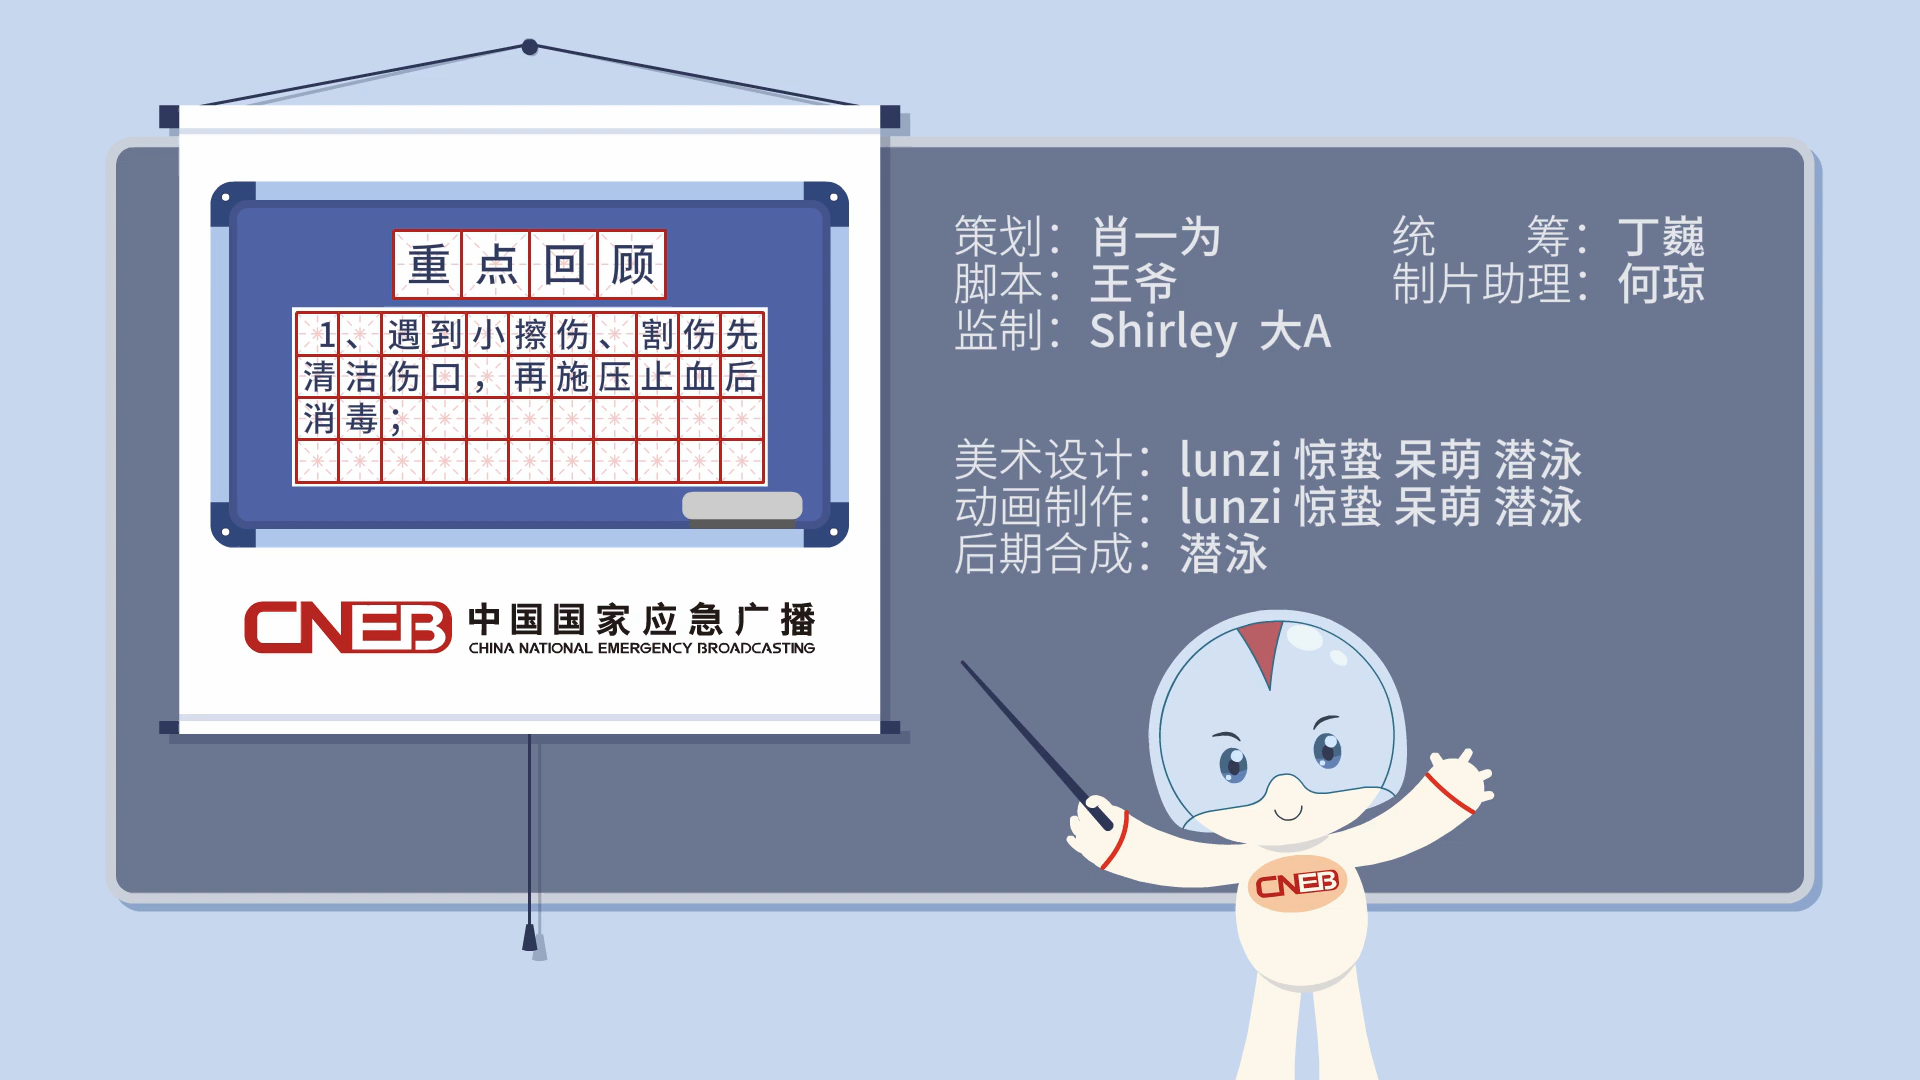 重点回顾
1、遇到小擦伤、割伤先
清洁伤口，再施压止血后
消毒；
CNEB 中国国家应急广播
CHINA NATIONAL EMERGENCY BROADCASTING
策划：肖一为 统 筹：丁巍
脚本：王爷 制片助理：何琼
监制：Shirley 大A
美术设计：lunzi 惊蛰 呆萌 潜泳
动画制作：lunzi 惊蛰 呆萌 潜泳
后期合成：潜泳
CNEB